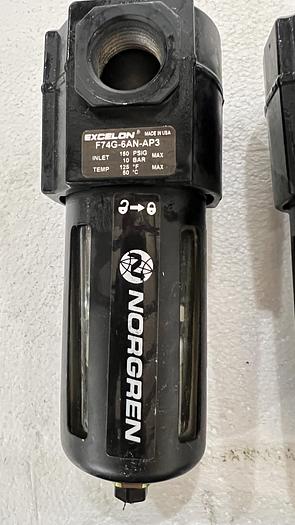 EXCELON® MADE IN USA
F74G-6AN-AP3
INLET 150 PSIG MAX
10 BAR
TEMP 125 °F MAX
50 °C
NORGREN